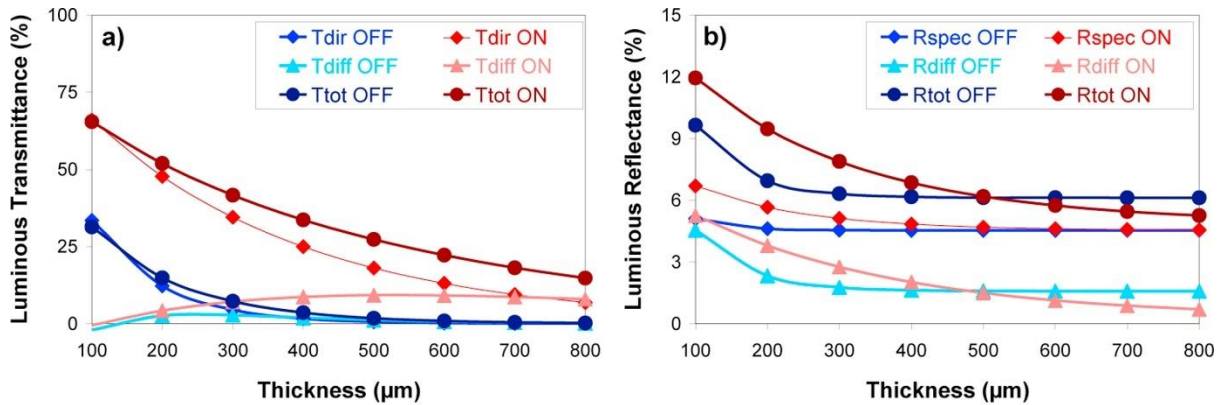 a)
Luminous Transmittance (%)
100
75
50
25
0
Tdir OFF Tdir ON
Tdiff OFF Tdiff ON
Ttot OFF Ttot ON
100 200 300 400 500 600 700 800
Thickness (µm)
b)
Luminous Reflectance (%)
15
12
9
6
3
0
Rspec OFF Rspec ON
Rdiff OFF Rdiff ON
Rtot OFF Rtot ON
100 200 300 400 500 600 700 800
Thickness (µm)